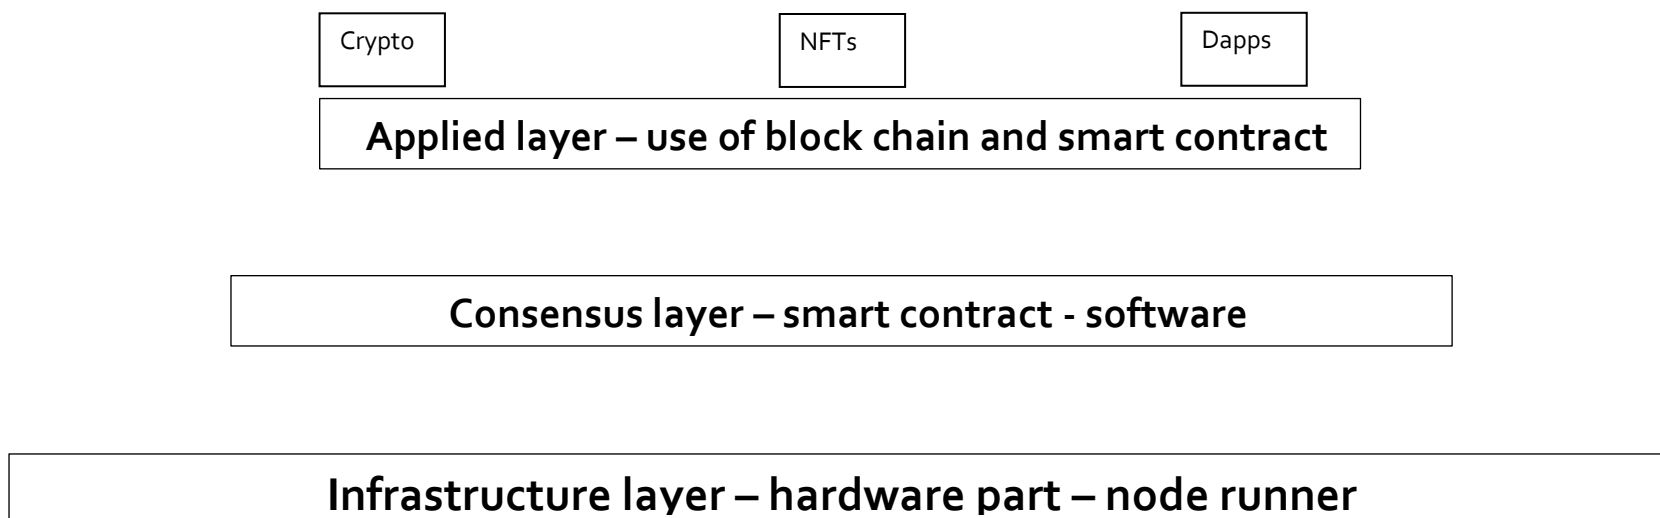 Crypto
NFTs
Dapps
Applied layer – use of block chain and smart contract
Consensus layer – smart contract - software
Infrastructure layer – hardware part – node runner